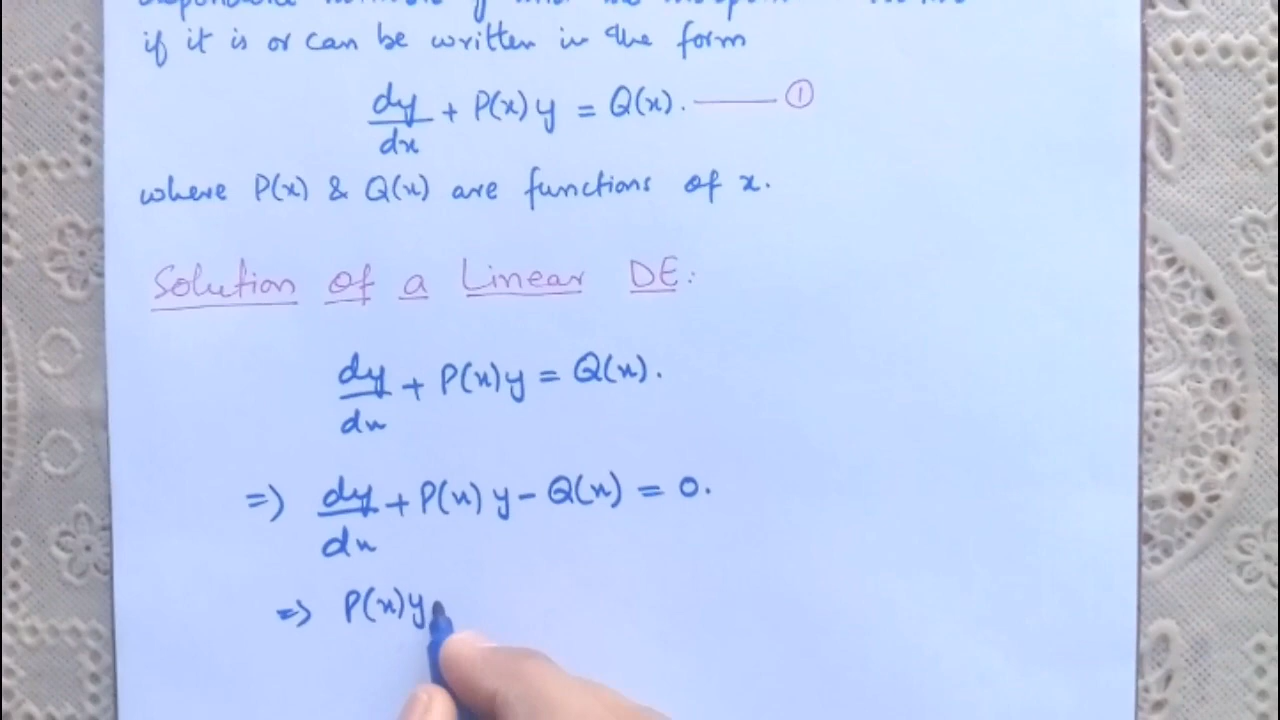 if it is or can be written in the form
dy/dx + P(x) y = Q(x). —— ①
where P(x) & Q(x) are functions of x.
Solution of a Linear DE:
dy/dx + P(x)y = Q(x).
=) dy/dx + P(x) y - Q(x) = 0.
=> P(x)y